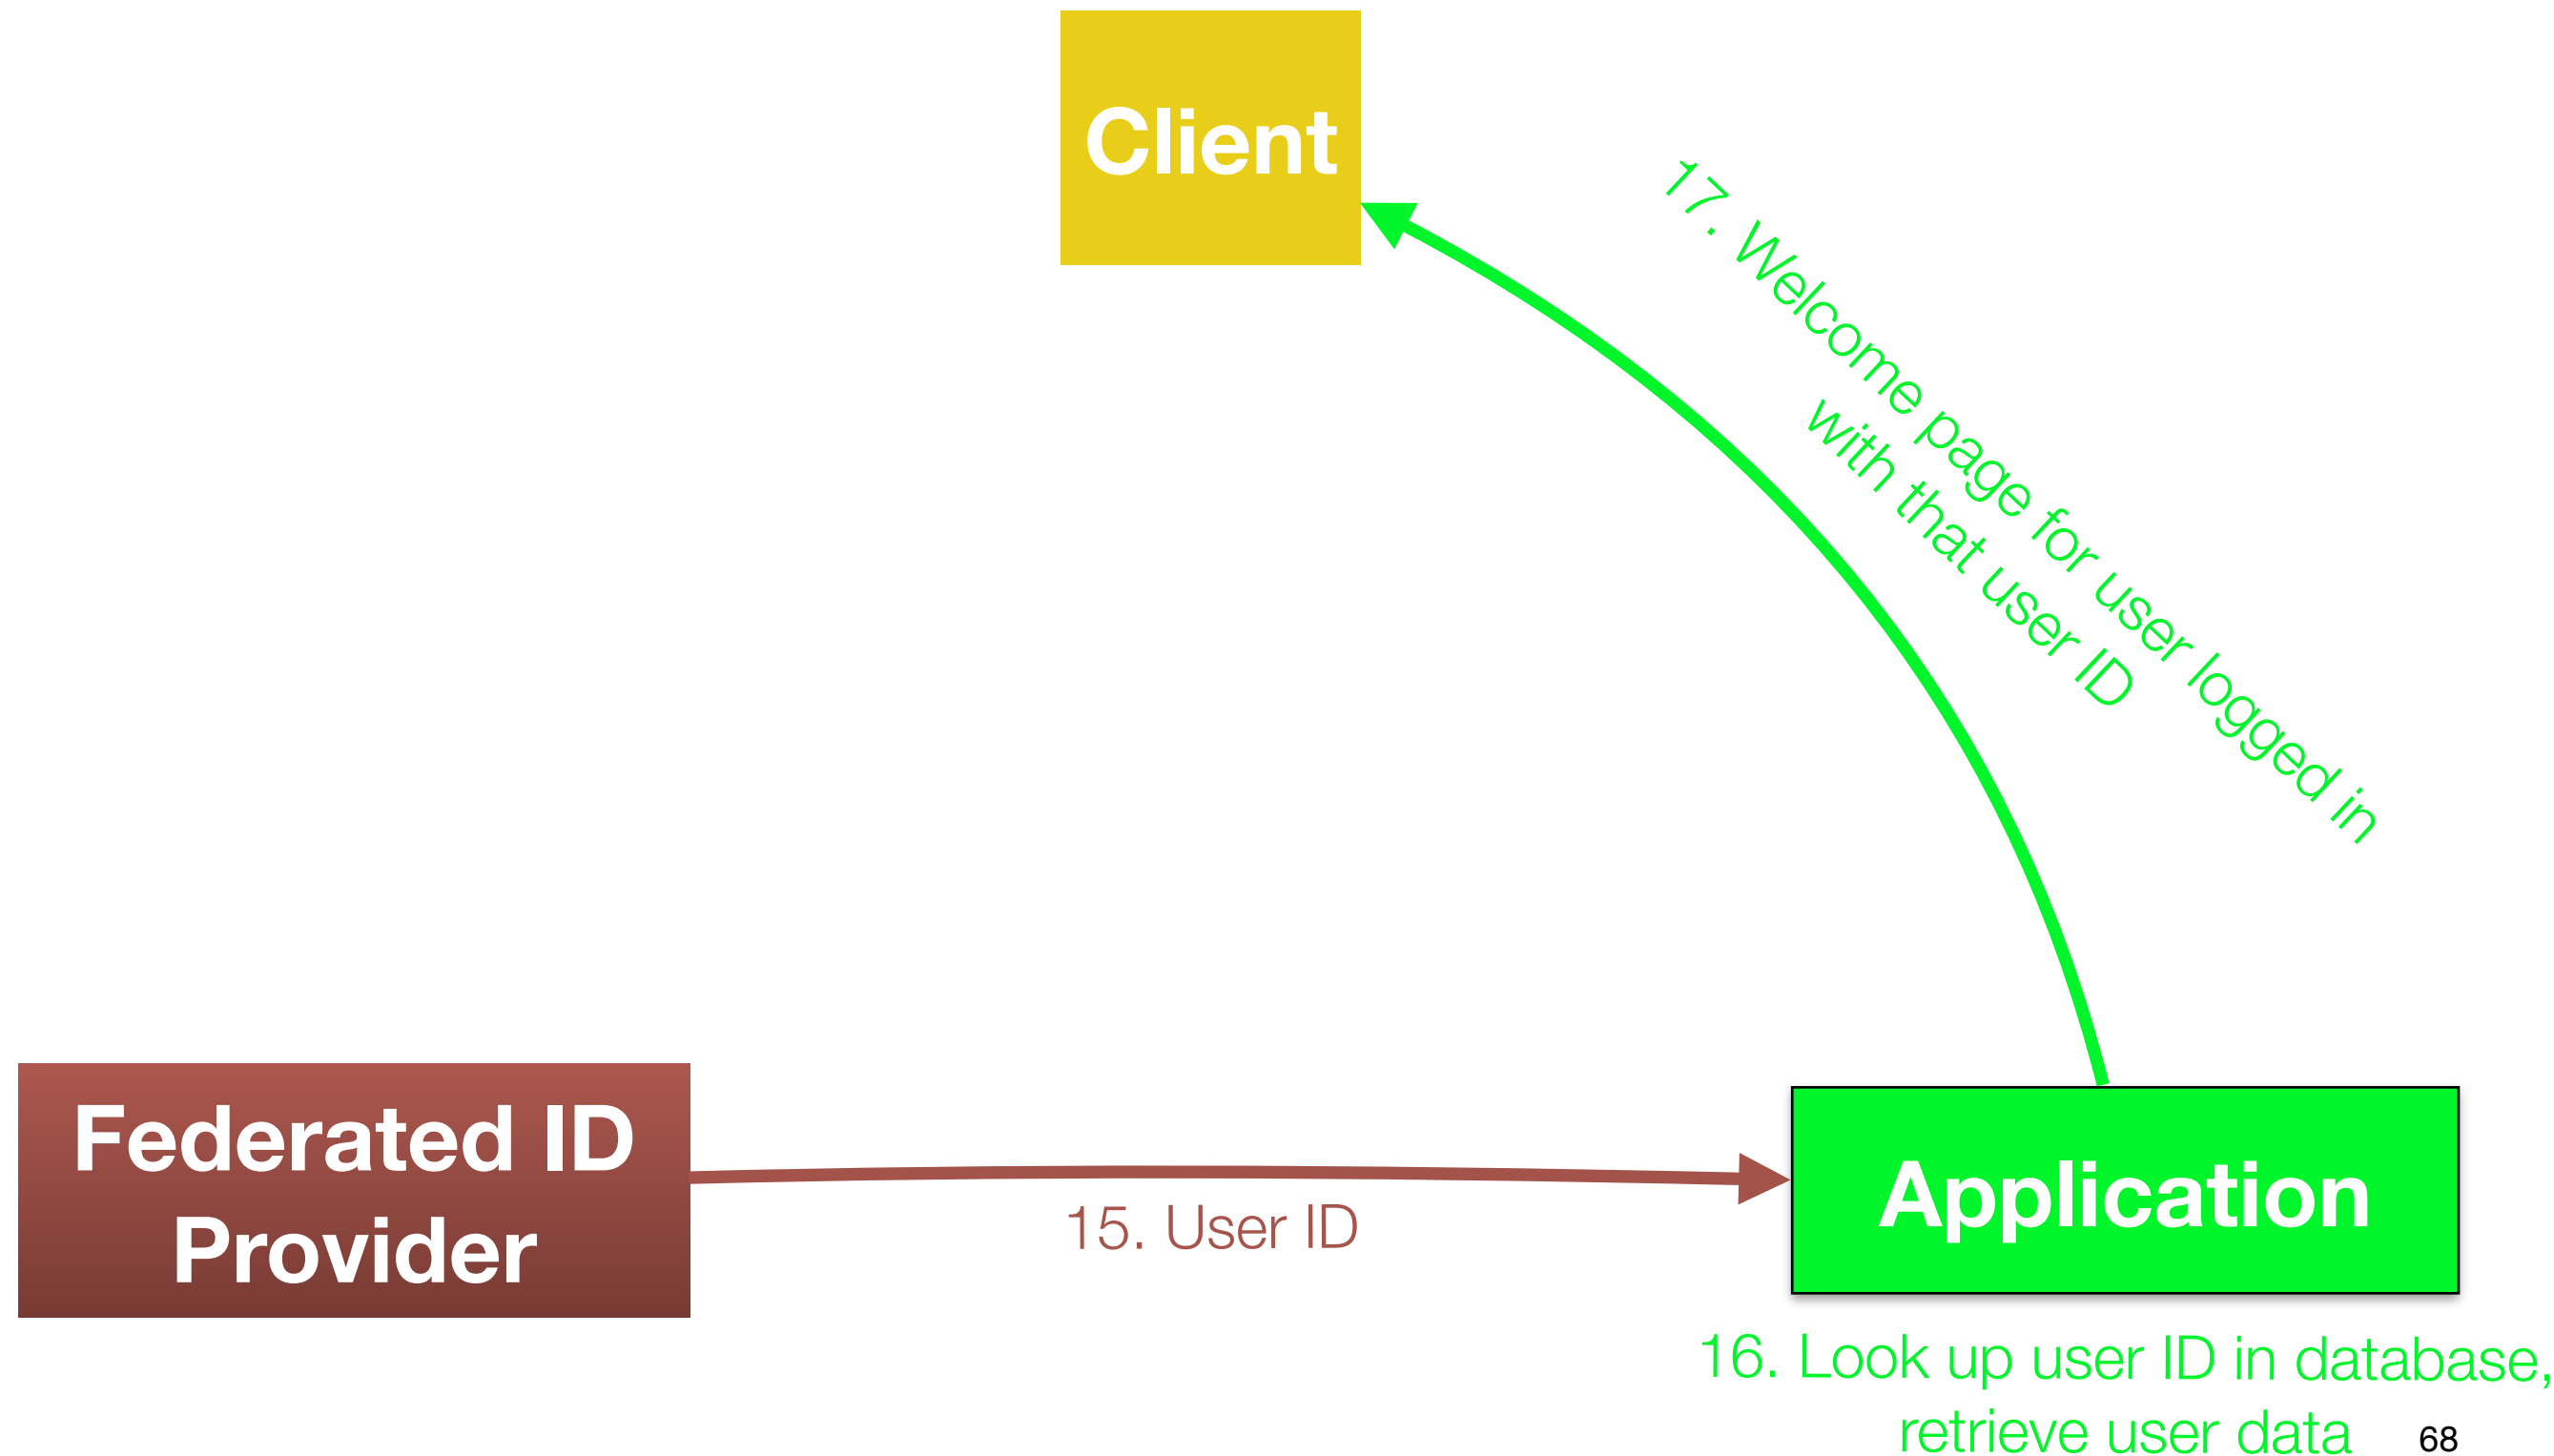 Client
17. Welcome page for user logged in
with that user ID
Federated ID
Provider
15. User ID
Application
16. Look up user ID in database,
retrieve user data
68